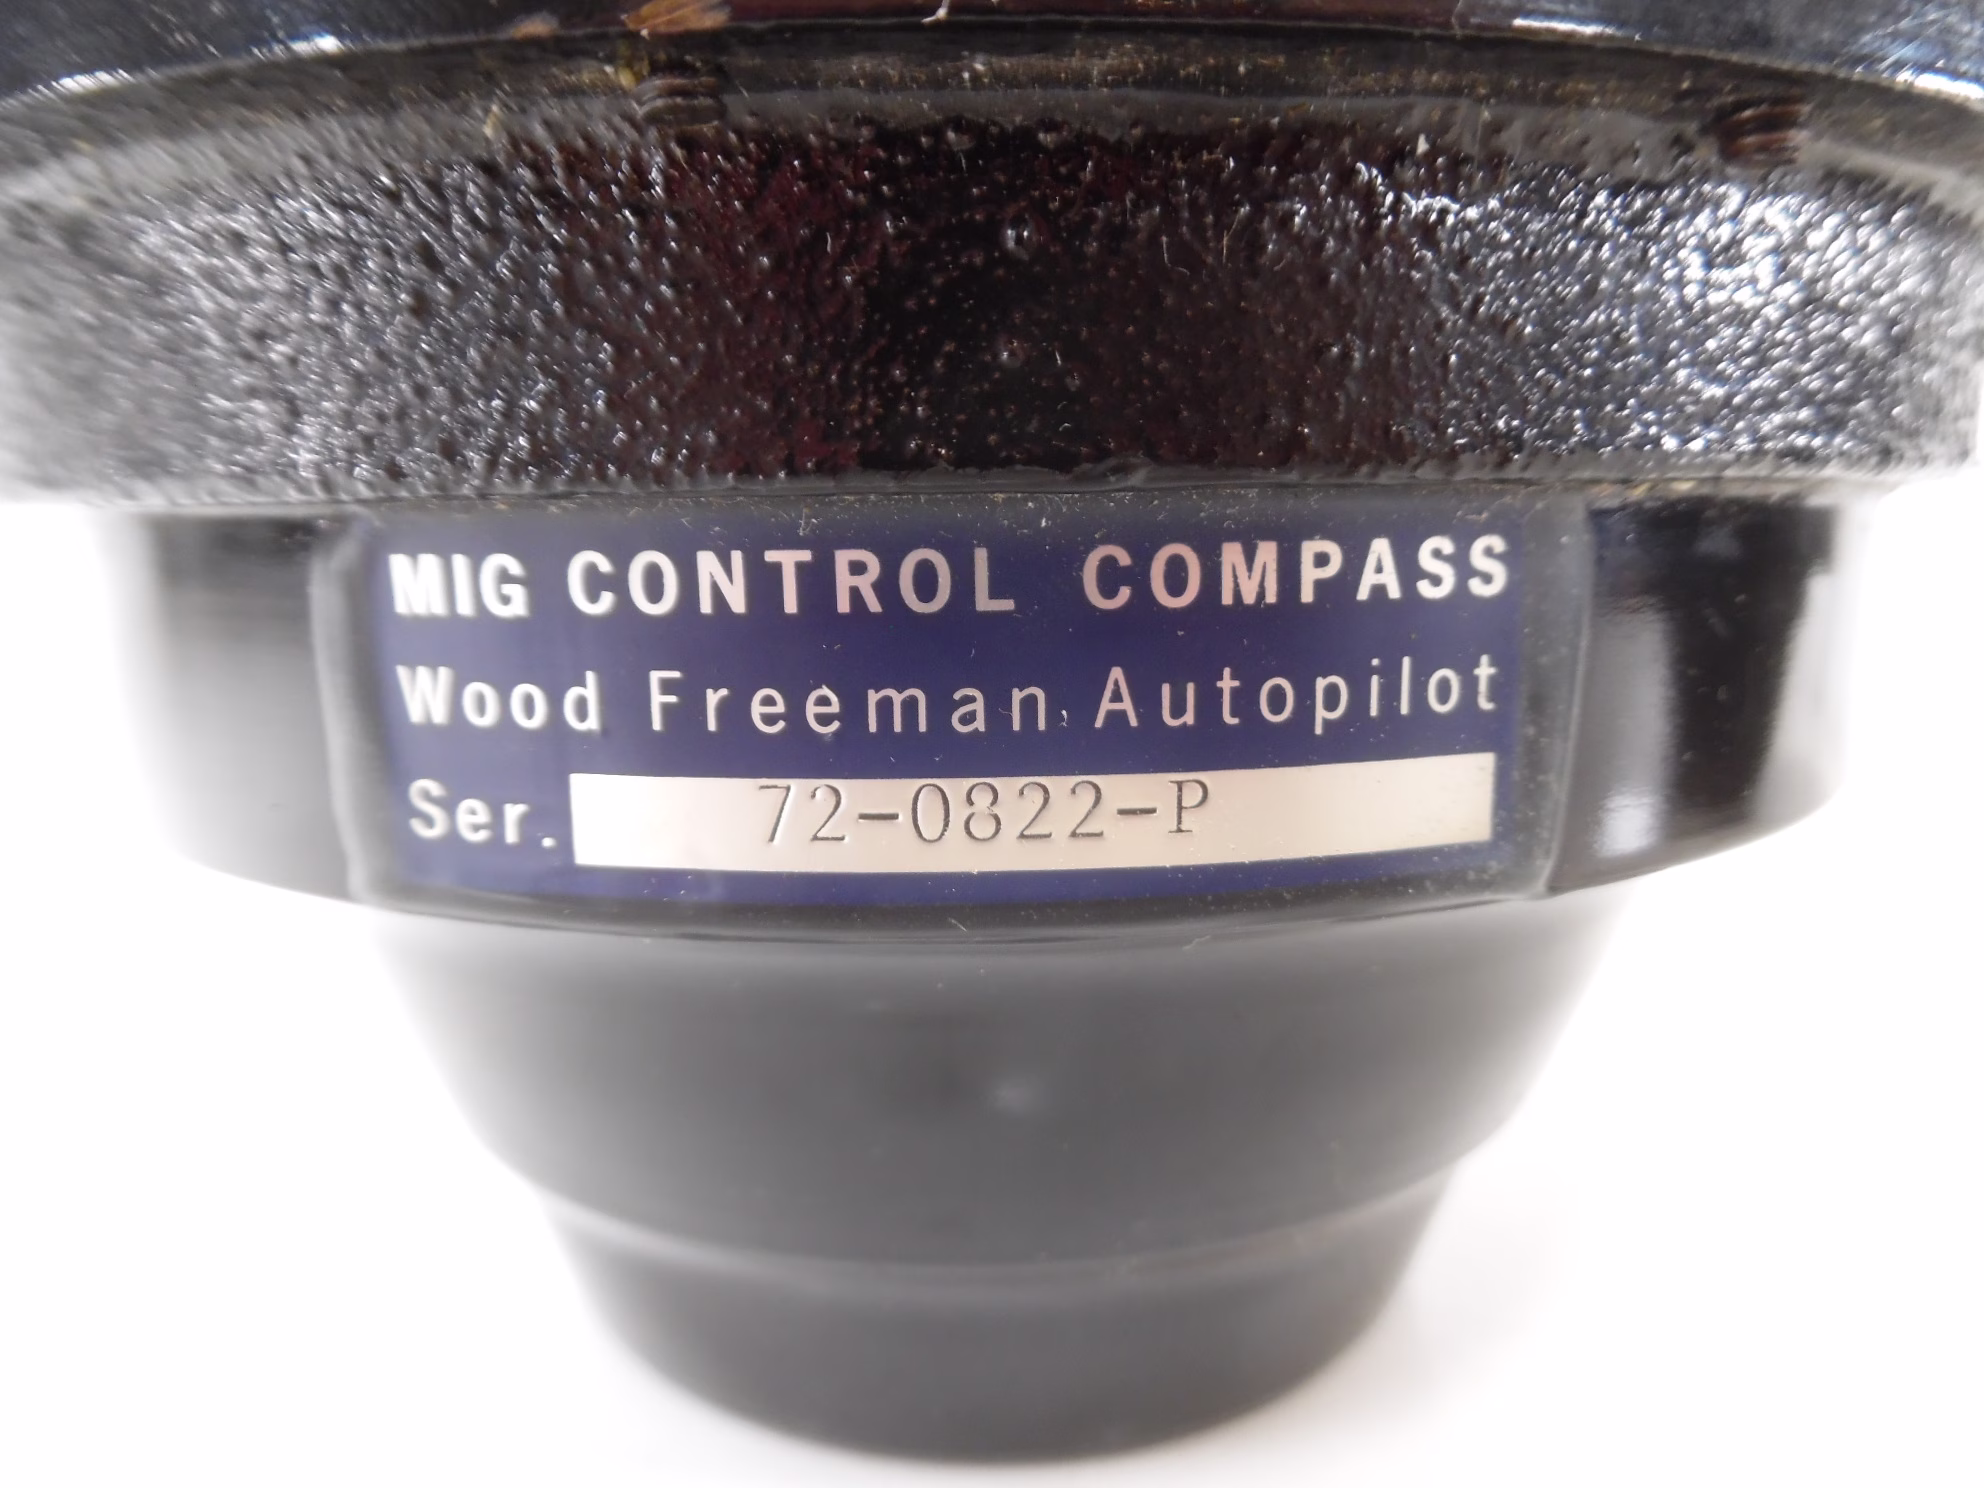 MIG CONTROL COMPASS
Wood Freeman Autopilot
Ser. 72-0822-P